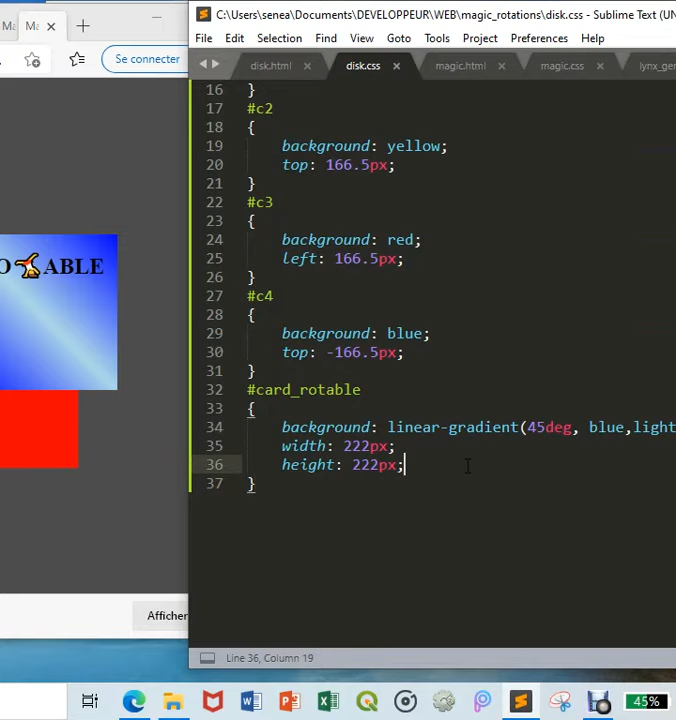 C:\Users\senea\Documents\DEVELOPPEUR\WEB\magic_rotations\disk.css - Sublime Text (UN
Ma
File Edit Selection Find View Goto Tools Project Preferences Help
Se connecter
disk.html disk.css magic.html magic.css lynx_ger
16 }
17 #c2
18 {
19 background: yellow;
20 top: 166.5px;
21 }
22 #c3
23 {
24 background: red;
25 left: 166.5px;
26 }
27 #c4
28 {
29 background: blue;
30 top: -166.5px;
31 }
32 #card_rotable
33 {
34 background: linear-gradient(45deg, blue,light
35 width: 222px;
36 height: 222px;
37 }
O ABLE
Afficher
Line 36, Column 19
45%